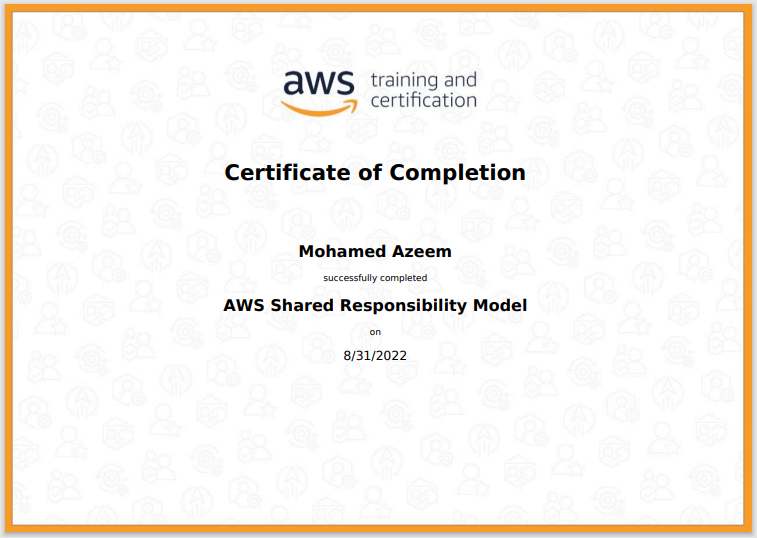 aws training and
certification
Certificate of Completion
Mohamed Azeem
successfully completed
AWS Shared Responsibility Model
on
8/31/2022